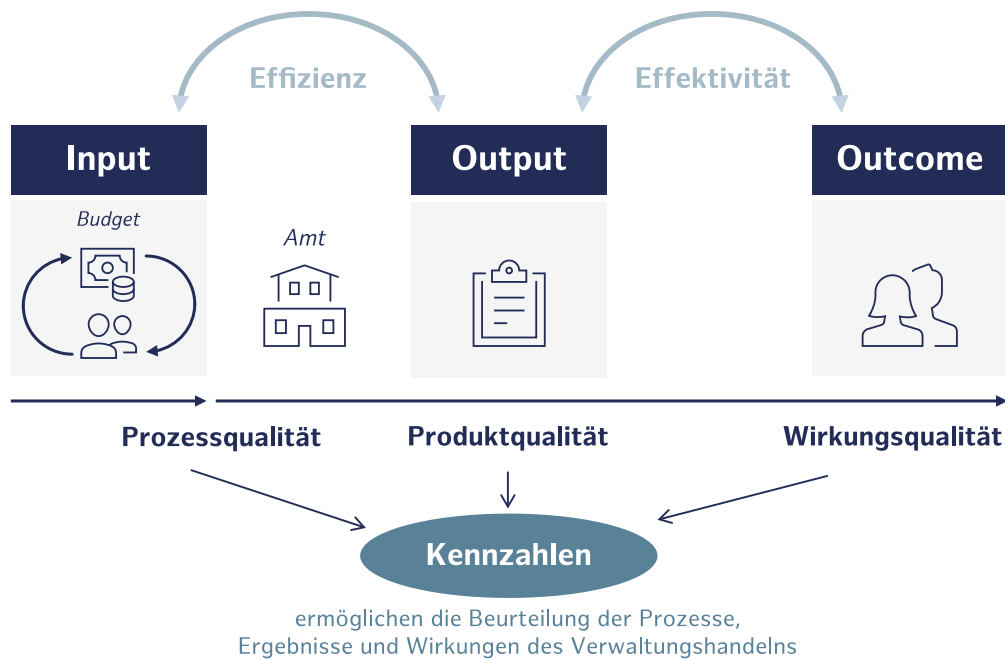 Effizienz
Effektivität
Input
Output
Outcome
Budget
Amt
Prozessqualität
Produktqualität
Wirkungsqualität
Kennzahlen
ermöglichen die Beurteilung der Prozesse,
Ergebnisse und Wirkungen des Verwaltungshandelns